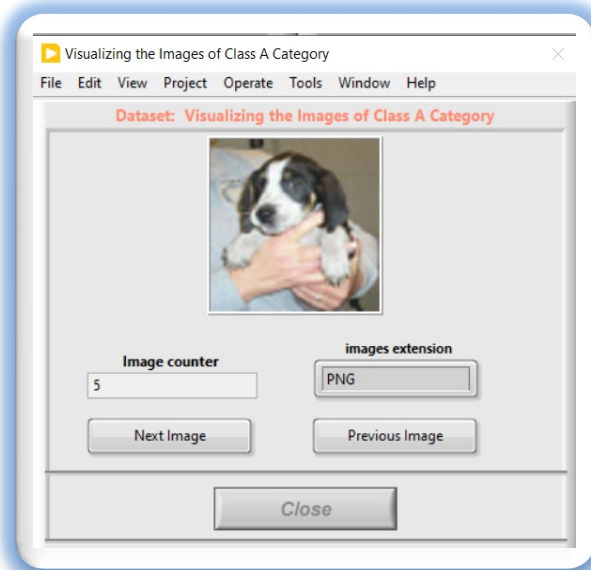 Visualizing the Images of Class A Category
File Edit View Project Operate Tools Window Help
Dataset: Visualizing the Images of Class A Category
Image counter
images extension
5
PNG
Next Image
Previous Image
Close